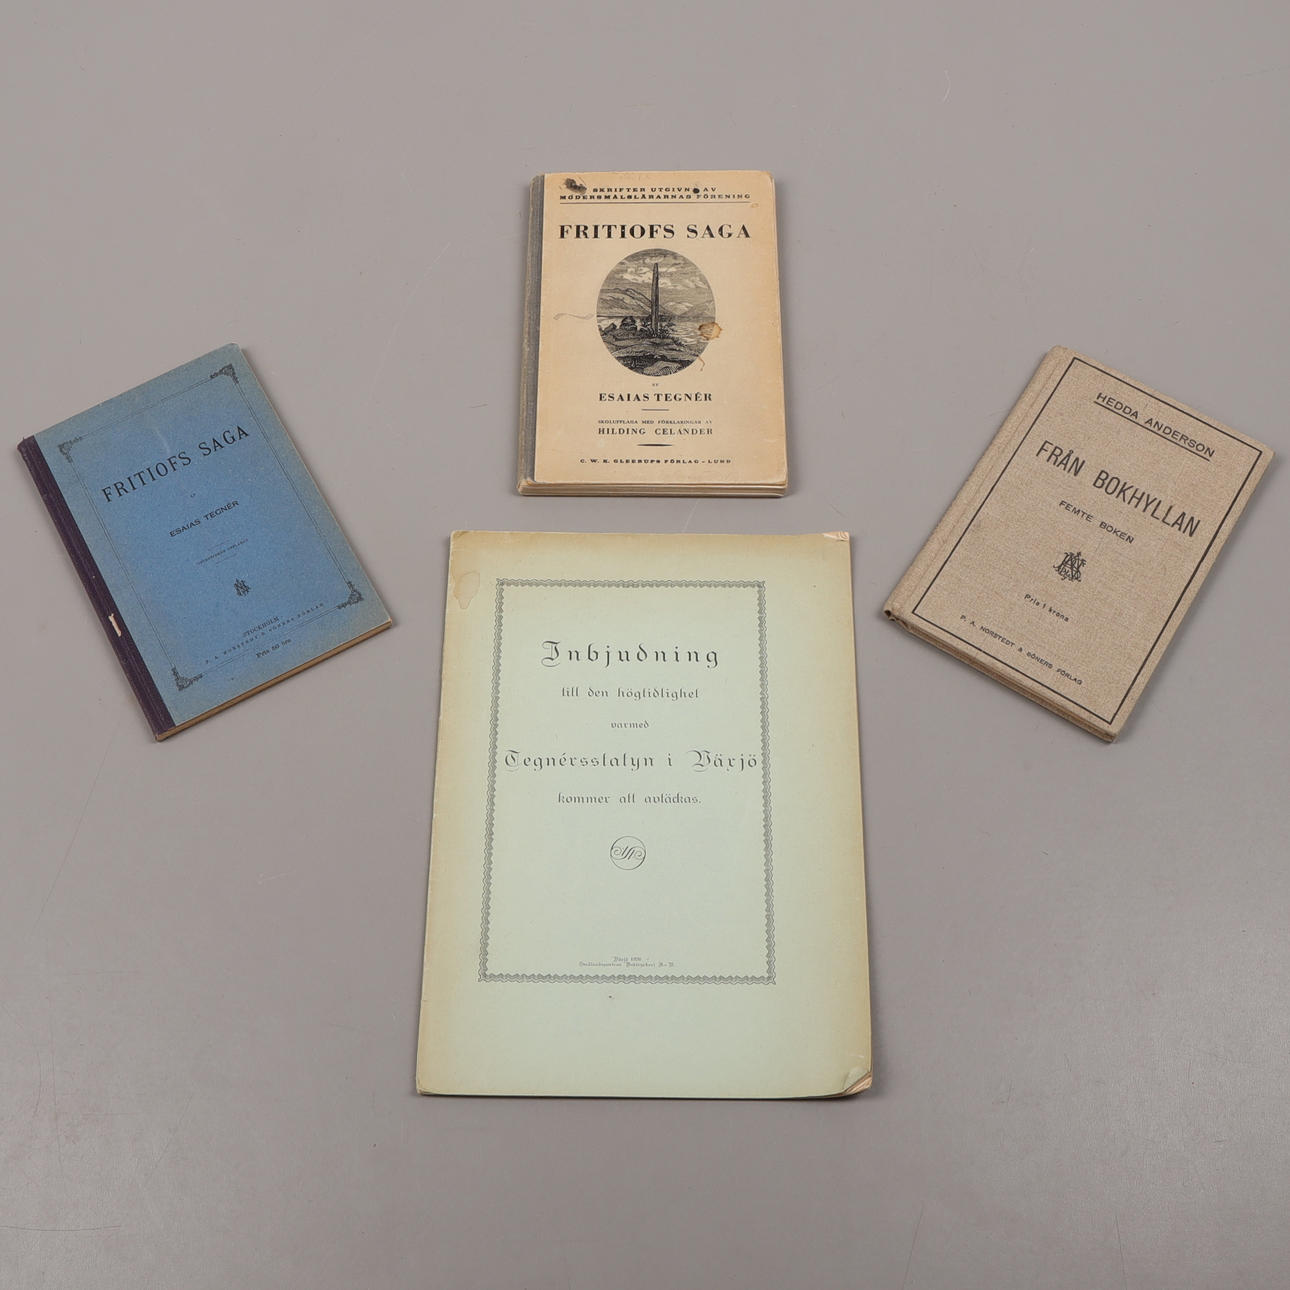 SKRIFTER UTGIVNA AV
MODERSMÅLSLÄRARNAS FÖRENING
FRITIOFS SAGA
AV
ESAIAS TEGNÉR
SKOLUPPLAGA MED FÖRKLARINGAR AV
HILDING CELANDER
C. W. K. GLEERUPS FÖRLAG - LUND
FRITIOFS SAGA
AF
ESAIAS TEGNÉR
STOCKHOLM
P. A. NORSTEDT & SÖNERS FÖRLAG
Pris 50 öre
HEDDA ANDERSON
FRÅN BOKHYLLAN
FEMTE BOKEN
Pris 1 krona
P. A. NORSTEDT & SÖNERS FÖRLAG
Inbjudning
till den högtidlighet
varmed
Tegnérsstatyn i Växjö
kommer att avtäckas.
Växjö 1926